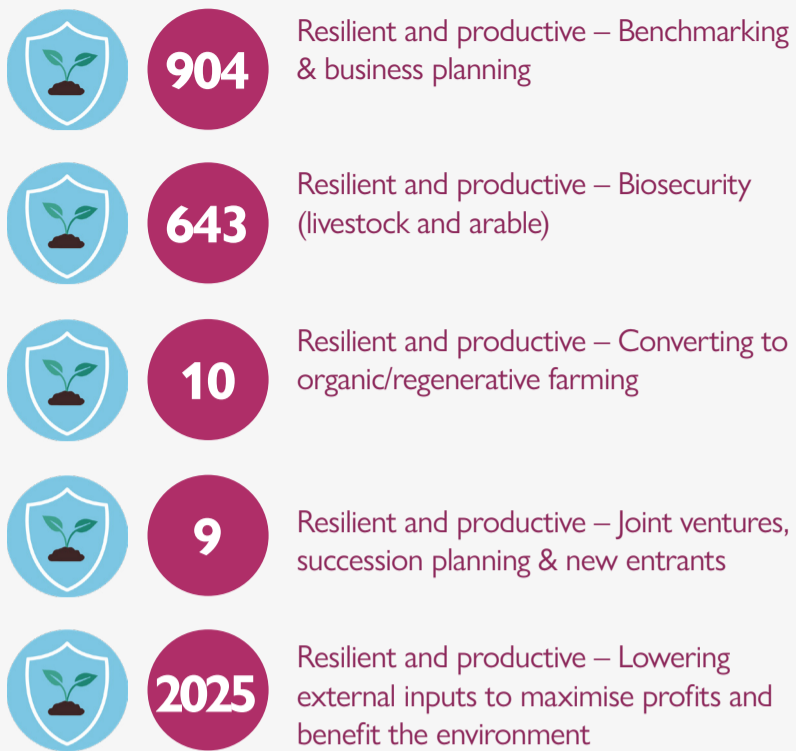 904
Resilient and productive – Benchmarking
& business planning
643
Resilient and productive – Biosecurity
(livestock and arable)
10
Resilient and productive – Converting to
organic/regenerative farming
9
Resilient and productive – Joint ventures,
succession planning & new entrants
2025
Resilient and productive – Lowering
external inputs to maximise profits and
benefit the environment